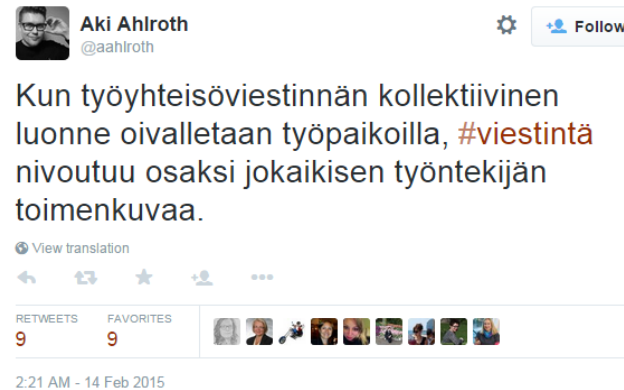 Aki Ahlroth
@aahlroth
Follow
Kun työyhteisöviestinnän kollektiivinen
luonne oivalletaan työpaikoilla, #viestintä
nivoutuu osaksi jokaikisen työntekijän
toimenkuvaa.
View translation
RETWEETS FAVORITES
9 9
2:21 AM - 14 Feb 2015